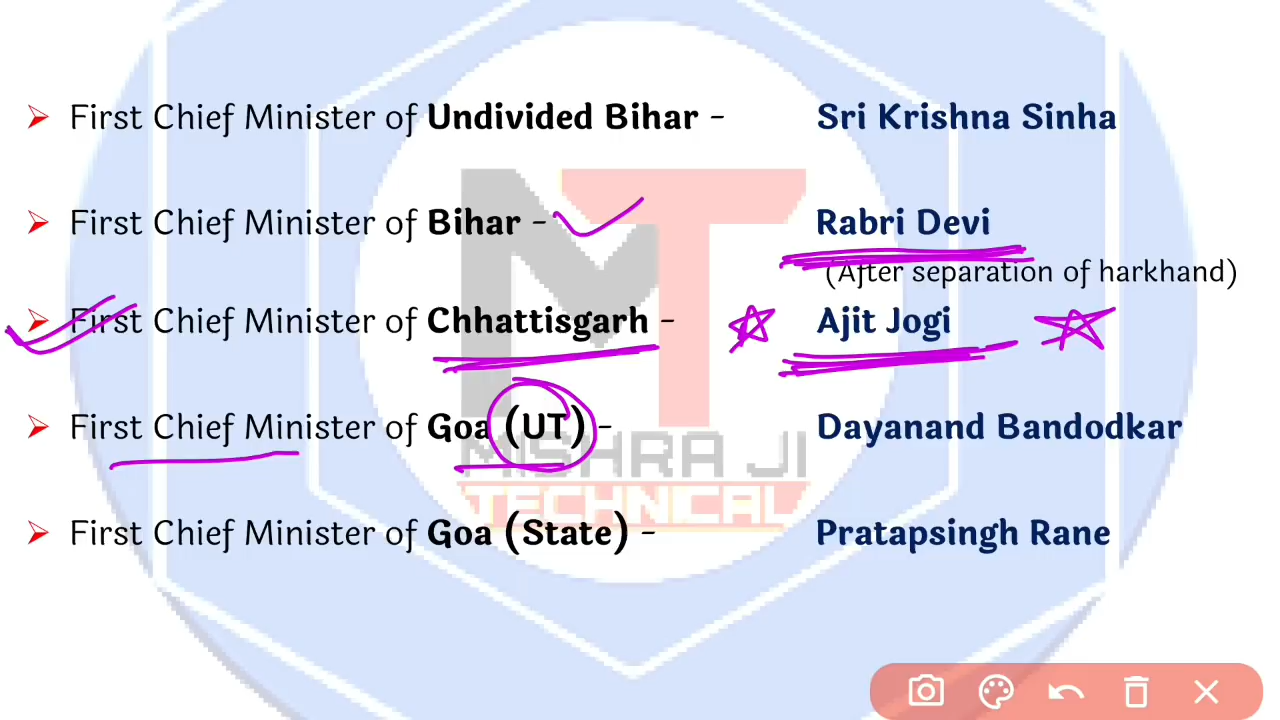 First Chief Minister of Undivided Bihar - Sri Krishna Sinha
First Chief Minister of Bihar - Rabri Devi
(After separation of harkhand)
First Chief Minister of Chhattisgarh - Ajit Jogi
First Chief Minister of Goa (UT) - Dayanand Bandodkar
MISHRA JI
TECHNICAL
First Chief Minister of Goa (State) - Pratapsingh Rane